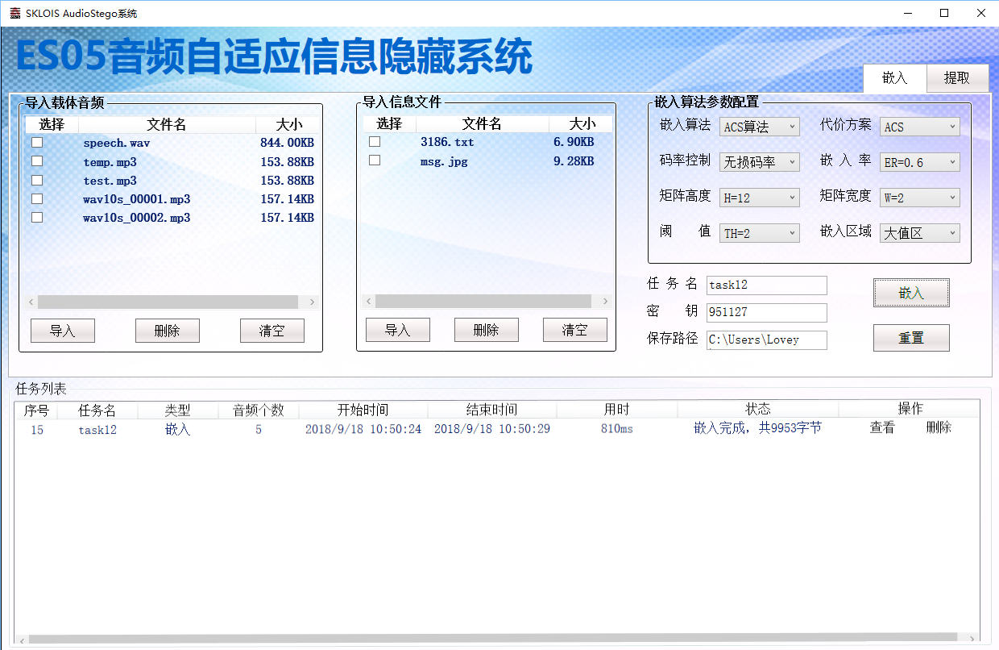 SKLOIS AudioStego系统
ES05音频自适应信息隐藏系统
嵌入 提取
导入载体音频
选择 文件名 大小
speech.wav 844.00KB
temp.mp3 153.88KB
test.mp3 153.88KB
wav10s_00001.mp3 157.14KB
wav10s_00002.mp3 157.14KB
导入 删除 清空
导入信息文件
选择 文件名 大小
3186.txt 6.90KB
msg.jpg 9.28KB
导入 删除 清空
嵌入算法参数配置
嵌入算法 ACS算法 代价方案 ACS
码率控制 无损码率 嵌 入 率 ER=0.6
矩阵高度 H=12 矩阵宽度 W=2
阈 值 TH=2 嵌入区域 大值区
任 务 名 task12 嵌入
密 钥 951127
保存路径 C:\Users\Lovey 重置
任务列表
序号 任务名 类型 音频个数 开始时间 结束时间 用时 状态 操作
15 task12 嵌入 5 2018/9/18 10:50:24 2018/9/18 10:50:29 810ms 嵌入完成，共9953字节 查看 删除